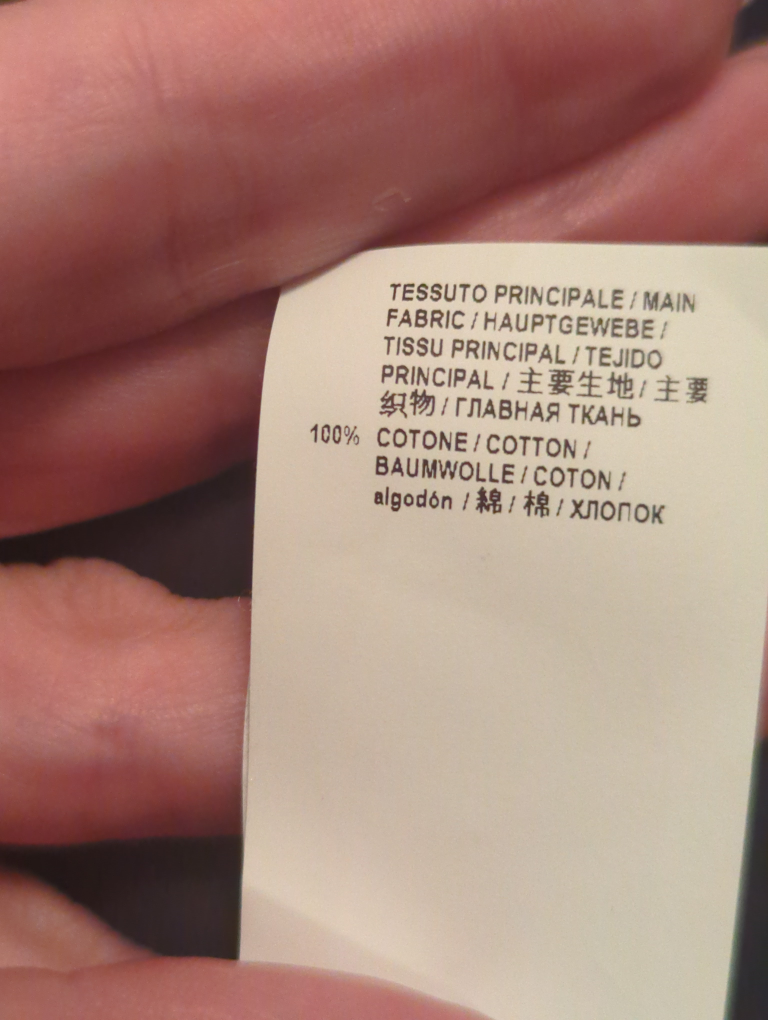 TESSUTO PRINCIPALE / MAIN
FABRIC / HAUPTGEWEBE /
TISSU PRINCIPAL / TEJIDO
PRINCIPAL / 主要生地 / 主要
织物 / ГЛАВНАЯ ТКАНЬ
100% COTONE / COTTON /
BAUMWOLLE / COTON /
algodón / 綿 / 棉 / ХЛОПОК